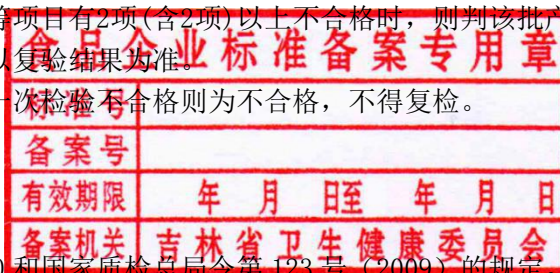 等项目有2项(含2项)以上不合格时，则判该批产
食品企业标准备案专用章
以复验结果为准。
标准号
一次检验不合格则为不合格，不得复检。
备案号
有效期限 年 月 日至 年 月 日
备案机关 吉林省卫生健康委员会
和国家质检总局令第123号（2009）的规定